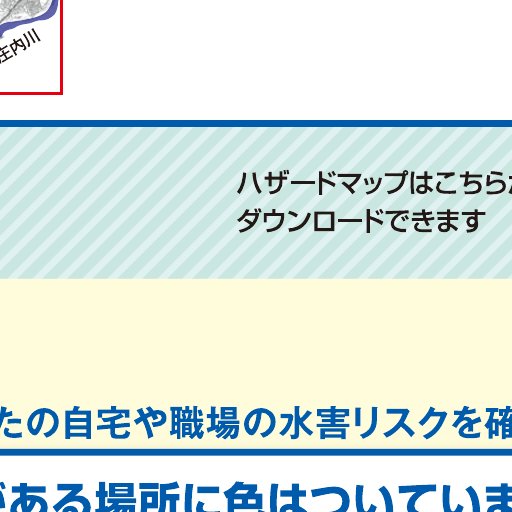 庄内川
ハザードマップはこちらか
ダウンロードできます
たの自宅や職場の水害リスクを確
がある場所に色はついていま